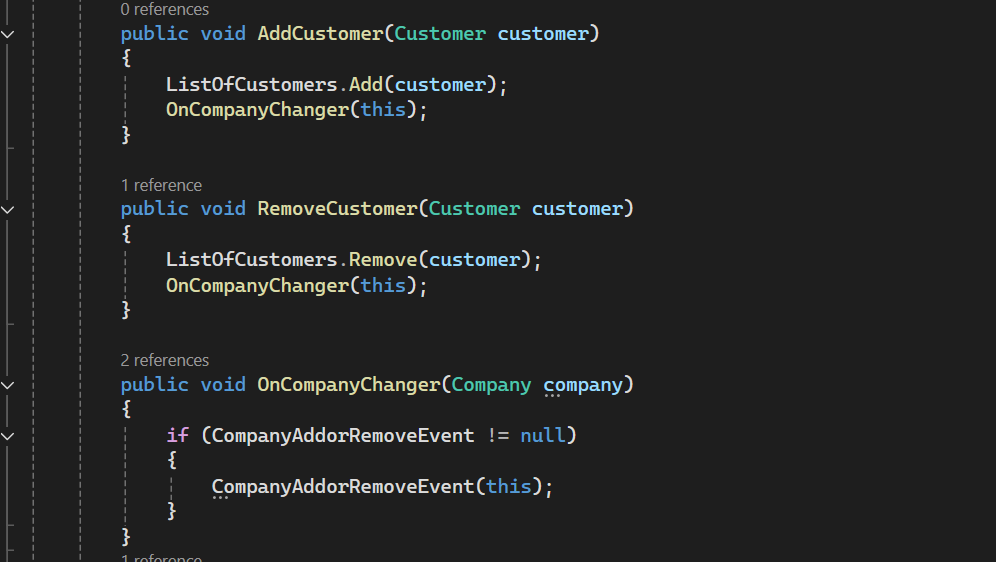 0 references
public void AddCustomer(Customer customer)
{
ListOfCustomers.Add(customer);
OnCompanyChanger(this);
}
1 reference
public void RemoveCustomer(Customer customer)
{
ListOfCustomers.Remove(customer);
OnCompanyChanger(this);
}
2 references
public void OnCompanyChanger(Company company)
{
if (CompanyAddorRemoveEvent != null)
{
CompanyAddorRemoveEvent(this);
}
}
1 reference